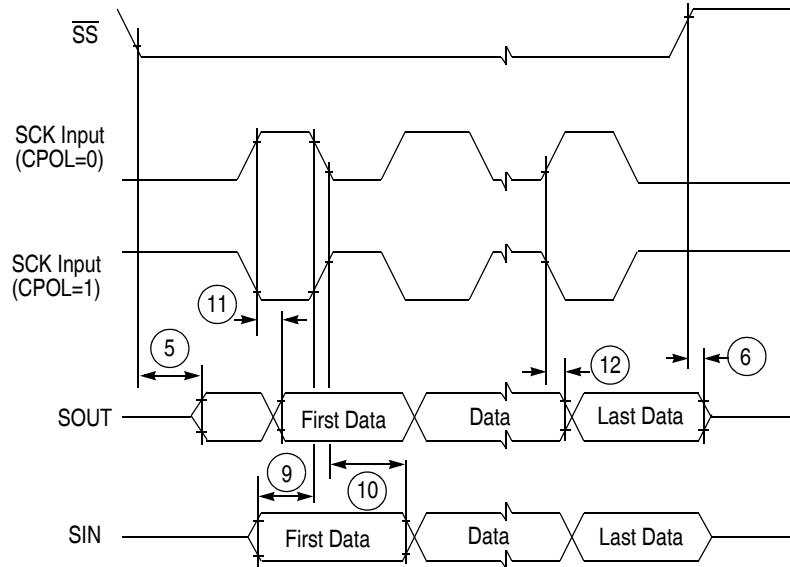 SS
SCK Input
(CPOL=0)
SCK Input
(CPOL=1)
11
5
12
6
SOUT
First Data
Data
Last Data
9
10
SIN
First Data
Data
Last Data